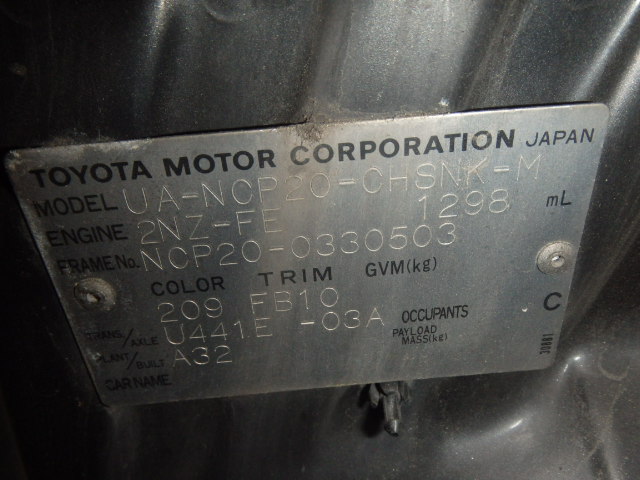 TOYOTA MOTOR CORPORATION JAPAN
MODEL UA-NCP20-CHSNK-M
ENGINE 2NZ-FE 1298 mL
FRAME No. NCP20-0330503
COLOR TRIM GVM(kg)
209 FB10 C
TRANS./AXLE U441E -03A OCCUPANTS
PLANT/BUILT A32 PAYLOAD MASS(kg)
CAR NAME
30881